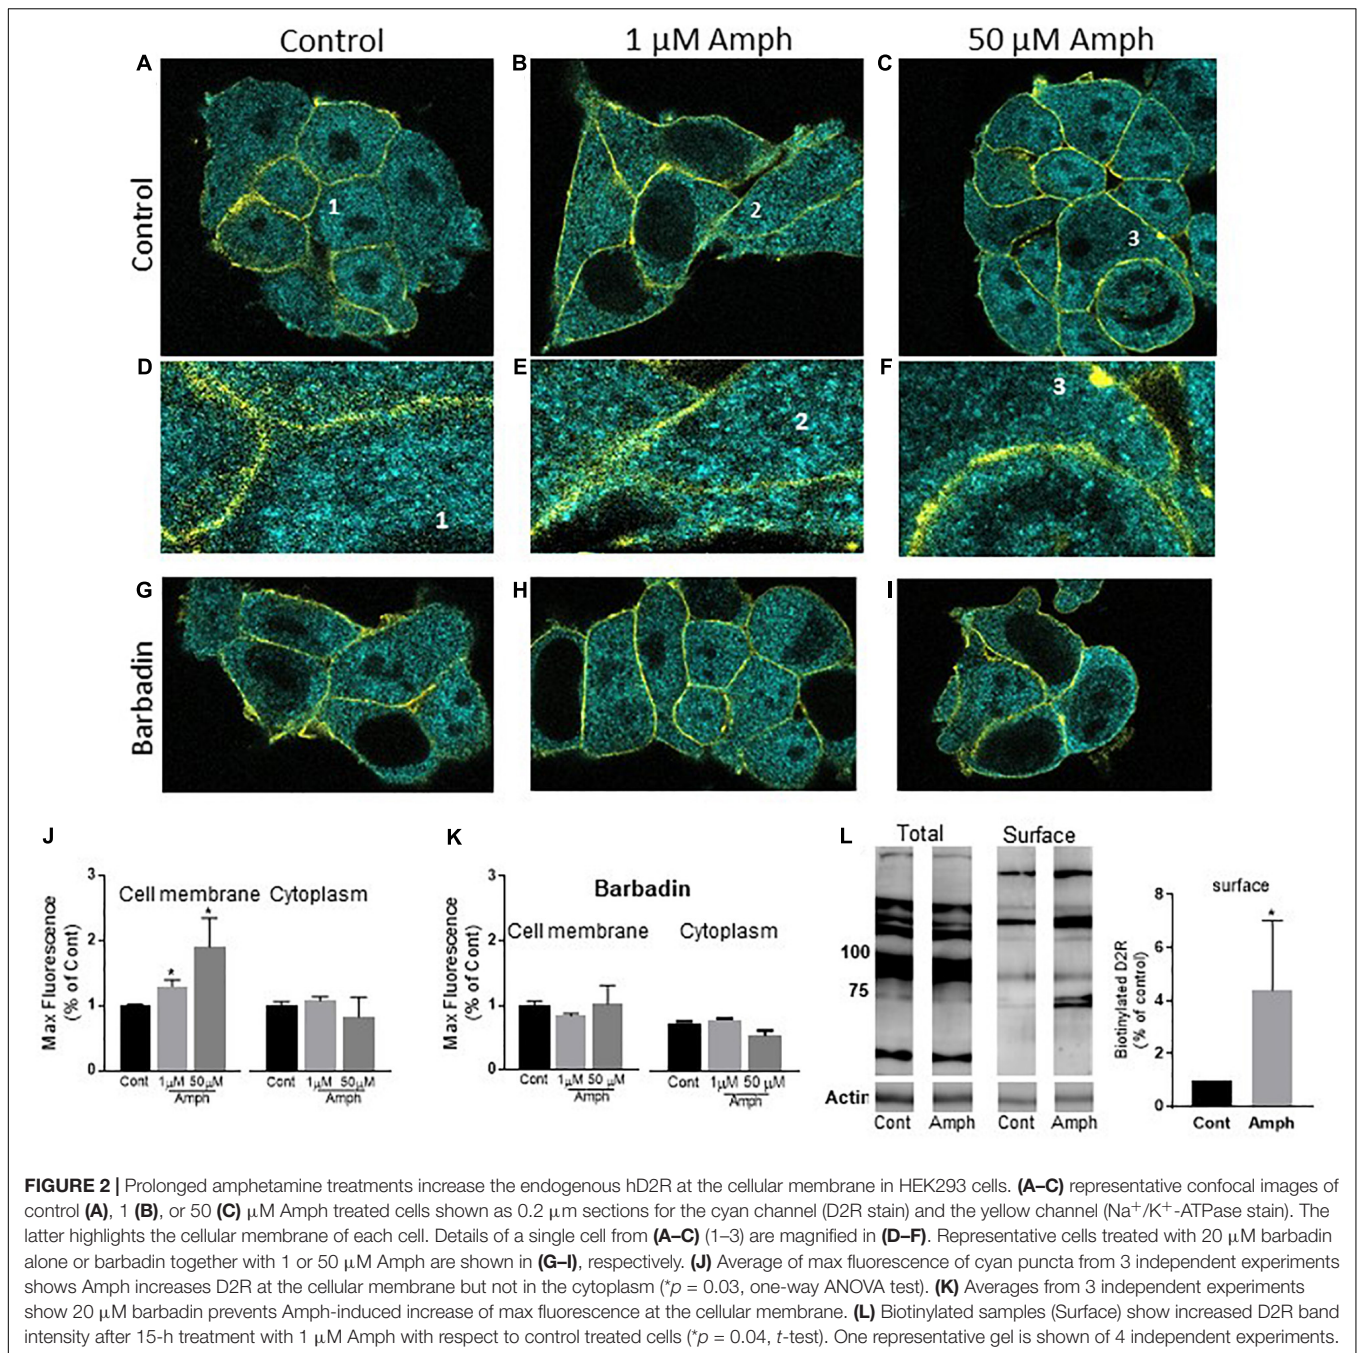 Control 1 μM Amph 50 μM Amph
A B C
Control
1 2 3
D E F
1 2 3
G H I
Barbadin
J K L
Total Surface
Max Fluorescence
(% of Cont)
3
2
1
0
Cell membrane Cytoplasm
* *
Cont 1μM 50μM Cont 1μM 50μM
Amph Amph
Max Fluorescence
(% of Cont)
3
2
1
0
Barbadin
Cell membrane Cytoplasm
Cont 1μM 50 μM Cont 1μM 50 μM
Amph Amph
100
75
Actin
Cont Amph Cont Amph
Biotinylated D2R
(% of control)
8
6
4
2
0
surface
*
Cont Amph
FIGURE 2 | Prolonged amphetamine treatments increase the endogenous hD2R at the cellular membrane in HEK293 cells. (A–C) representative confocal images of
control (A), 1 (B), or 50 (C) μM Amph treated cells shown as 0.2 μm sections for the cyan channel (D2R stain) and the yellow channel (Na⁺/K⁺-ATPase stain). The
latter highlights the cellular membrane of each cell. Details of a single cell from (A–C) (1–3) are magnified in (D–F). Representative cells treated with 20 μM barbadin
alone or barbadin together with 1 or 50 μM Amph are shown in (G–I), respectively. (J) Average of max fluorescence of cyan puncta from 3 independent experiments
shows Amph increases D2R at the cellular membrane but not in the cytoplasm (*p = 0.03, one-way ANOVA test). (K) Averages from 3 independent experiments
show 20 μM barbadin prevents Amph-induced increase of max fluorescence at the cellular membrane. (L) Biotinylated samples (Surface) show increased D2R band
intensity after 15-h treatment with 1 μM Amph with respect to control treated cells (*p = 0.04, t-test). One representative gel is shown of 4 independent experiments.